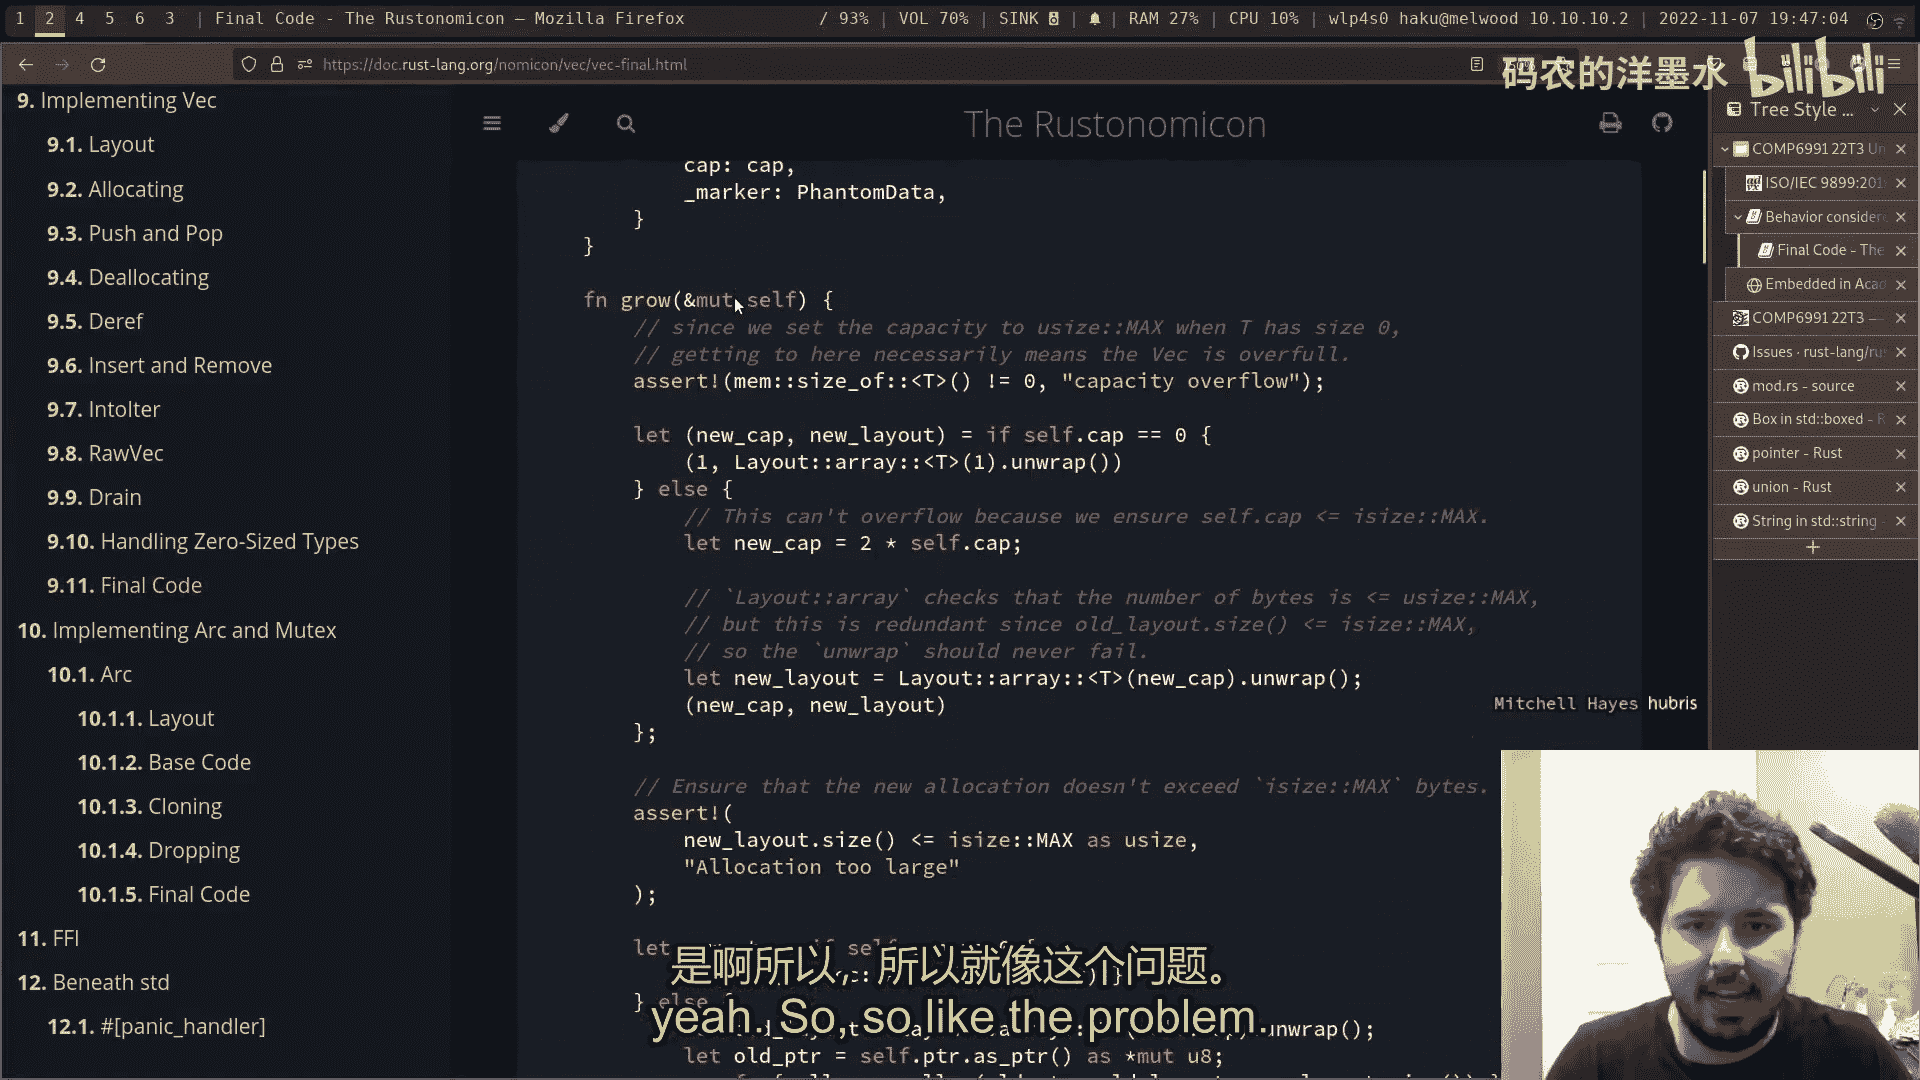 1 2 4 5 6 3 | Final Code - The Rustonomicon — Mozilla Firefox
/ 93% | VOL 70% | SINK | RAM 27% | CPU 10% | wlp4s0 haku@melwood 10.10.10.2 | 2022-11-07 19:47:04
https://doc.rust-lang.org/nomicon/vec/vec-final.html
码农的洋墨水 bilibili
9. Implementing Vec
9.1. Layout
9.2. Allocating
9.3. Push and Pop
9.4. Deallocating
9.5. Deref
9.6. Insert and Remove
9.7. IntoIter
9.8. RawVec
9.9. Drain
9.10. Handling Zero-Sized Types
9.11. Final Code
10. Implementing Arc and Mutex
10.1. Arc
10.1.1. Layout
10.1.2. Base Code
10.1.3. Cloning
10.1.4. Dropping
10.1.5. Final Code
11. FFI
12. Beneath std
12.1. #[panic_handler]
The Rustonomicon
cap: cap,
_marker: PhantomData,
}
}
fn grow(&mut self) {
// since we set the capacity to usize::MAX when T has size 0,
// getting to here necessarily means the Vec is overfull.
assert!(mem::size_of::<T>() != 0, "capacity overflow");
let (new_cap, new_layout) = if self.cap == 0 {
(1, Layout::array::<T>(1).unwrap())
} else {
// This can't overflow because we ensure self.cap <= isize::MAX.
let new_cap = 2 * self.cap;
// `Layout::array` checks that the number of bytes is <= usize::MAX,
// but this is redundant since old_layout.size() <= isize::MAX,
// so the `unwrap` should never fail.
let new_layout = Layout::array::<T>(new_cap).unwrap();
(new_cap, new_layout)
};
// Ensure that the new allocation doesn't exceed `isize::MAX` bytes.
assert!(
new_layout.size() <= isize::MAX as usize,
"Allocation too large"
);
let
} else {
unwrap();
let old_ptr = self.ptr.as_ptr() as *mut u8;
Tree Style ...
COMP6991 22T3 Un
ISO/IEC 9899:201
Behavior consider
Final Code - The
Embedded in Acad
COMP6991 22T3 —
Issues · rust-lang/ru
mod.rs - source
Box in std::boxed - R
pointer - Rust
union - Rust
String in std::string
Mitchell Hayes hubris
是啊所以，所以就像这个问题。
yeah. So, so like the problem.